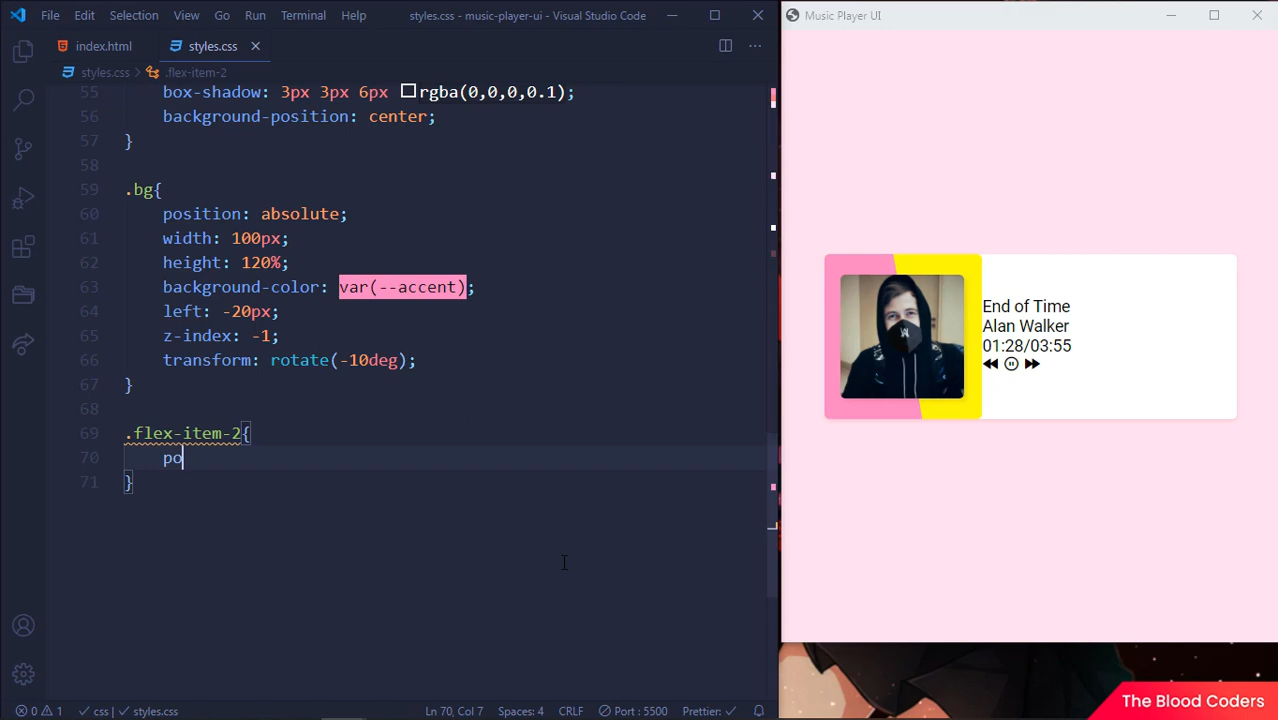 File Edit Selection View Go Run Terminal Help styles.css - music-player-ui - Visual Studio Code
index.html styles.css
styles.css > .flex-item-2
55 box-shadow: 3px 3px 6px rgba(0,0,0,0.1);
56 background-position: center;
57 }
58
59 .bg{
60 position: absolute;
61 width: 100px;
62 height: 120%;
63 background-color: var(--accent);
64 left: -20px;
65 z-index: -1;
66 transform: rotate(-10deg);
67 }
68
69 .flex-item-2{
70 po
71 }
0 1 css | styles.css Ln 70, Col 7 Spaces: 4 CRLF Port : 5500 Prettier:
Music Player UI
End of Time
Alan Walker
01:28/03:55
The Blood Coders